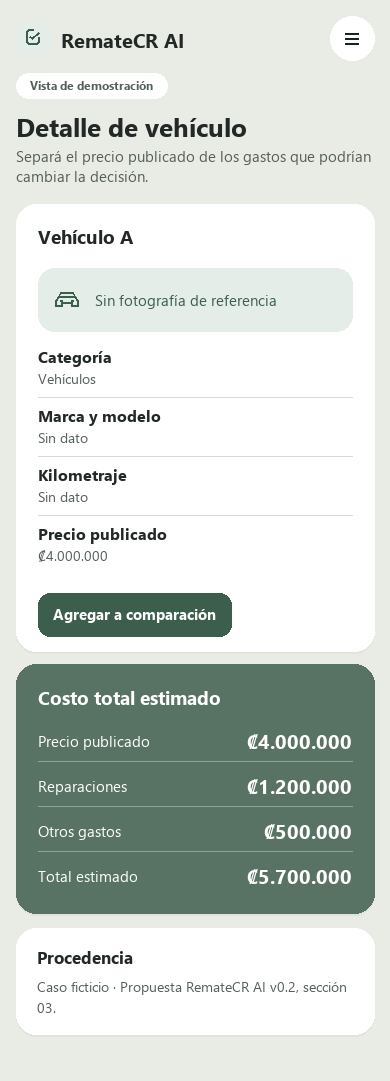 RemateCR AI
Vista de demostración
Detalle de vehículo
Separá el precio publicado de los gastos que podrían
cambiar la decisión.
Vehículo A
Sin fotografía de referencia
Categoría
Vehículos
Marca y modelo
Sin dato
Kilometraje
Sin dato
Precio publicado
₡4.000.000
Agregar a comparación
Costo total estimado
Precio publicado ₡4.000.000
Reparaciones ₡1.200.000
Otros gastos ₡500.000
Total estimado ₡5.700.000
Procedencia
Caso ficticio · Propuesta RemateCR AI v0.2, sección
03.